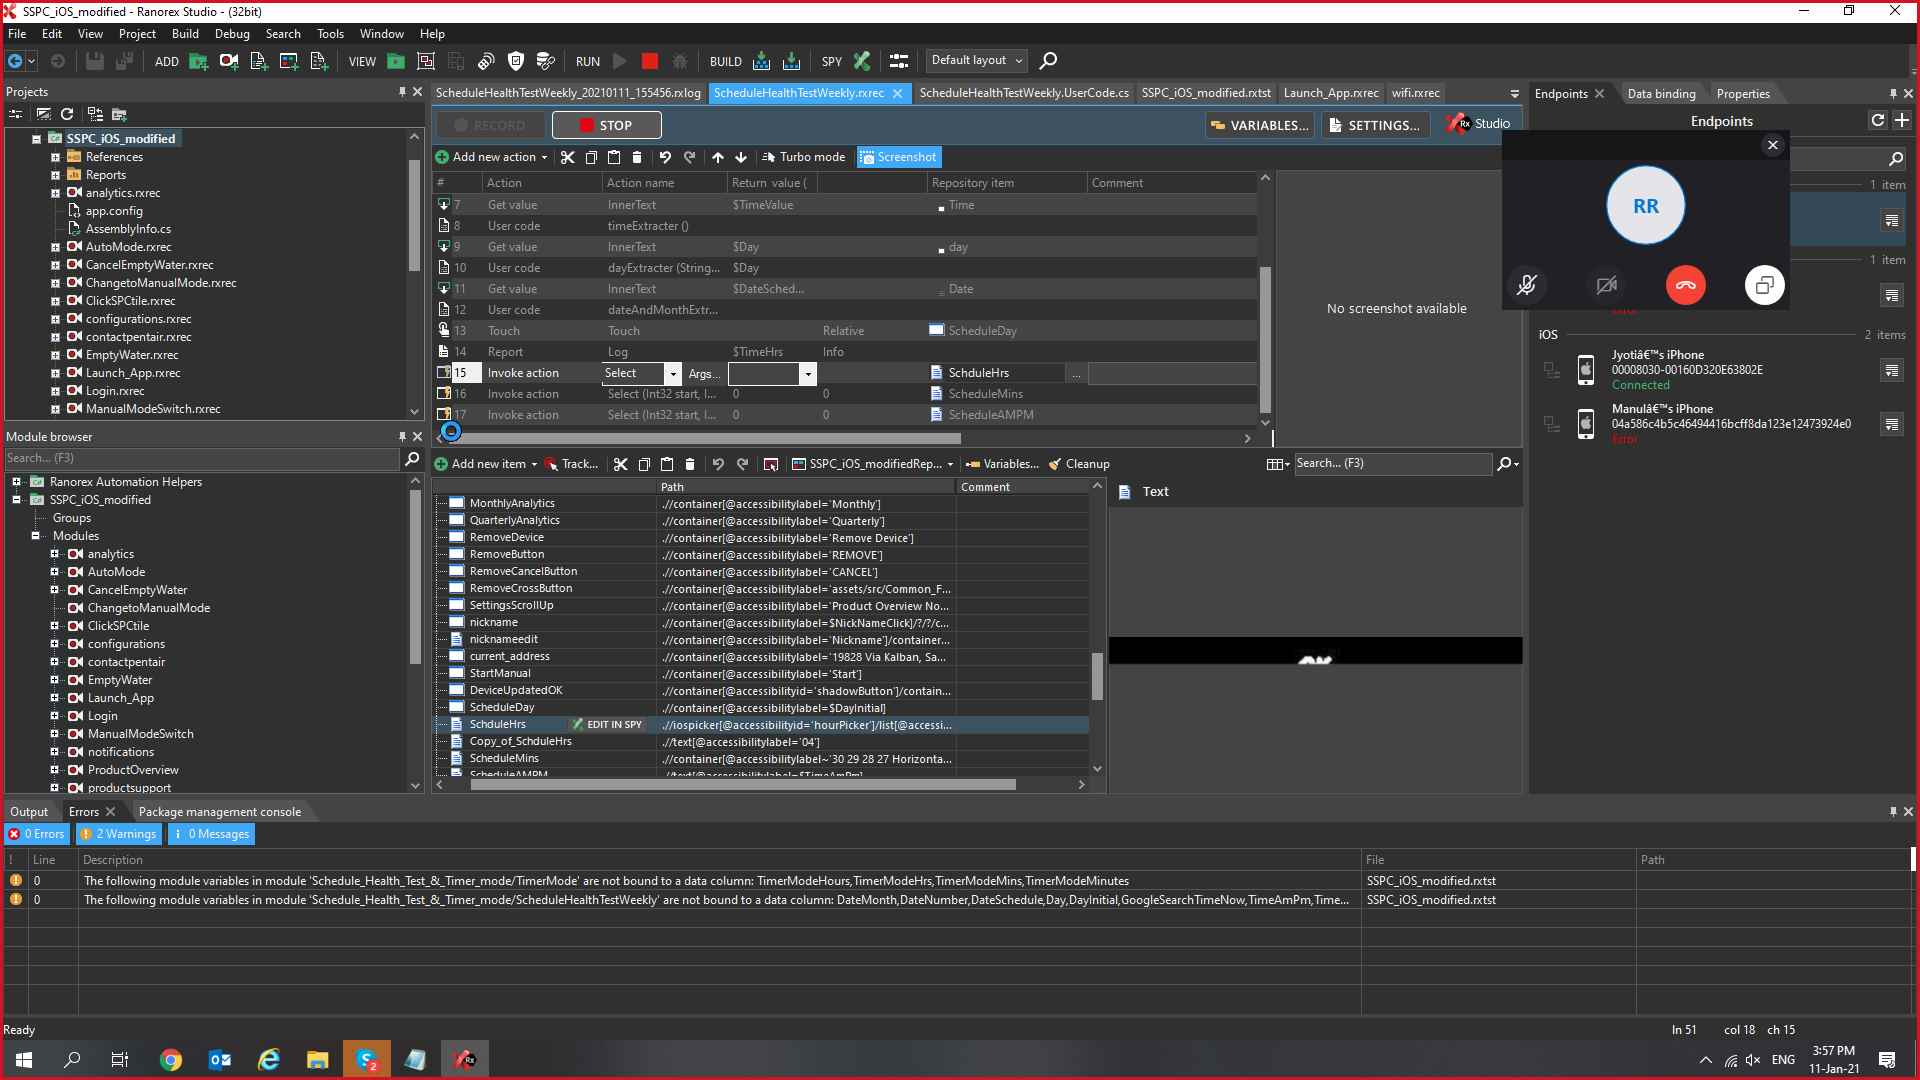 SSPC_iOS_modified - Ranorex Studio - (32bit)
File Edit View Project Build Debug Search Tools Window Help
ADD VIEW RUN BUILD SPY Default layout
Projects
SSPC_iOS_modified
References
Reports
analytics.rxrec
app.config
AssemblyInfo.cs
AutoMode.rxrec
CancelEmptyWater.rxrec
ChangetoManualMode.rxrec
ClickSPCtile.rxrec
configurations.rxrec
contactpentair.rxrec
EmptyWater.rxrec
Launch_App.rxrec
Login.rxrec
ManualModeSwitch.rxrec
Module browser
Search... (F3)
Ranorex Automation Helpers
SSPC_iOS_modified
Groups
Modules
analytics
AutoMode
CancelEmptyWater
ChangetoManualMode
ClickSPCtile
configurations
contactpentair
EmptyWater
Launch_App
Login
ManualModeSwitch
notifications
ProductOverview
productsupport
ScheduleHealthTestWeekly_20210111_155456.rxlog ScheduleHealthTestWeekly.rxrec ScheduleHealthTestWeekly.UserCode.cs SSPC_iOS_modified.rxtst Launch_App.rxrec wifi.rxrec
RECORD STOP VARIABLES... SETTINGS... Rx Studio
Add new action Turbo mode Screenshot
# Action Action name Return value ( Repository item Comment
7 Get value InnerText $TimeValue Time
8 User code timeExtracter ()
9 Get value InnerText $Day day
10 User code dayExtracter (String... $Day
11 Get value InnerText $DateSched... Date
12 User code dateAndMonthExtr...
13 Touch Touch Relative ScheduleDay
14 Report Log $TimeHrs Info
15 Invoke action Select Args... SchduleHrs ...
16 Invoke action Select (Int32 start, I... 0 0 ScheduleMins
17 Invoke action Select (Int32 start, I... 0 0 ScheduleAMPM
No screenshot available
Add new item Track... SSPC_iOS_modifiedRep... Variables... Cleanup Search... (F3)
Path Comment
MonthlyAnalytics .//container[@accessibilitylabel='Monthly']
QuarterlyAnalytics .//container[@accessibilitylabel='Quarterly']
RemoveDevice .//container[@accessibilitylabel='Remove Device']
RemoveButton .//container[@accessibilitylabel='REMOVE']
RemoveCancelButton .//container[@accessibilitylabel='CANCEL']
RemoveCrossButton .//container[@accessibilitylabel='assets/src/Common_F...
SettingsScrollUp .//container[@accessibilitylabel='Product Overview No...
nickname .//container[@accessibilitylabel=$NickNameClick]/?/?/c...
nicknameedit .//container[@accessibilitylabel='Nickname']/container...
current_address .//container[@accessibilitylabel='19828 Via Kalban, Sa...
StartManual .//container[@accessibilitylabel='Start']
DeviceUpdatedOK .//container[@accessibilityid='shadowButton']/contain...
ScheduleDay .//container[@accessibilitylabel=$DayInitial]
SchduleHrs EDIT IN SPY .//iospicker[@accessibilityid='hourPicker']/list[@accessi...
Copy_of_SchduleHrs .//text[@accessibilitylabel='04']
ScheduleMins .//container[@accessibilitylabel~'30 29 28 27 Horizonta...
ScheduleAMPM .//text[@accessibilitylabel=$TimeAmPm]
Text
Endpoints Data binding Properties
Endpoints
1 item
RR
1 item
Error
iOS 2 items
Jyotiâ€™s iPhone
00008030-00160D320E63802E
Connected
Manulâ€™s iPhone
04a586c4b5c46494416bcff8da123e12473924e0
Error
Output Errors Package management console
0 Errors 2 Warnings 0 Messages
! Line Description File Path
0 The following module variables in module 'Schedule_Health_Test_&_Timer_mode/TimerMode' are not bound to a data column: TimerModeHours,TimerModeHrs,TimerModeMins,TimerModeMinutes SSPC_iOS_modified.rxtst
0 The following module variables in module 'Schedule_Health_Test_&_Timer_mode/ScheduleHealthTestWeekly' are not bound to a data column: DateMonth,DateNumber,DateSchedule,Day,DayInitial,GoogleSearchTimeNow,TimeAmPm,Time... SSPC_iOS_modified.rxtst
Ready ln 51 col 18 ch 15
2 Rx ENG 3:57 PM
11-Jan-21